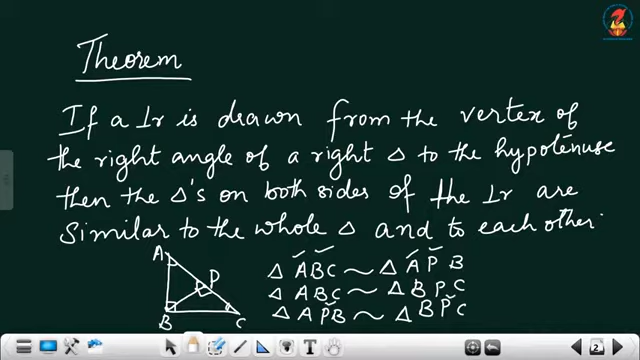 Theorem
If a ⊥r is drawn from the vertex of
the right angle of a right Δ to the hypotenuse
then the Δ's on both sides of the ⊥r are
similar to the whole Δ and to each other.
Δ ABC ~ Δ APB
Δ ABC ~ Δ BPC
Δ APB ~ Δ BPC
A
P
B
C
T
2